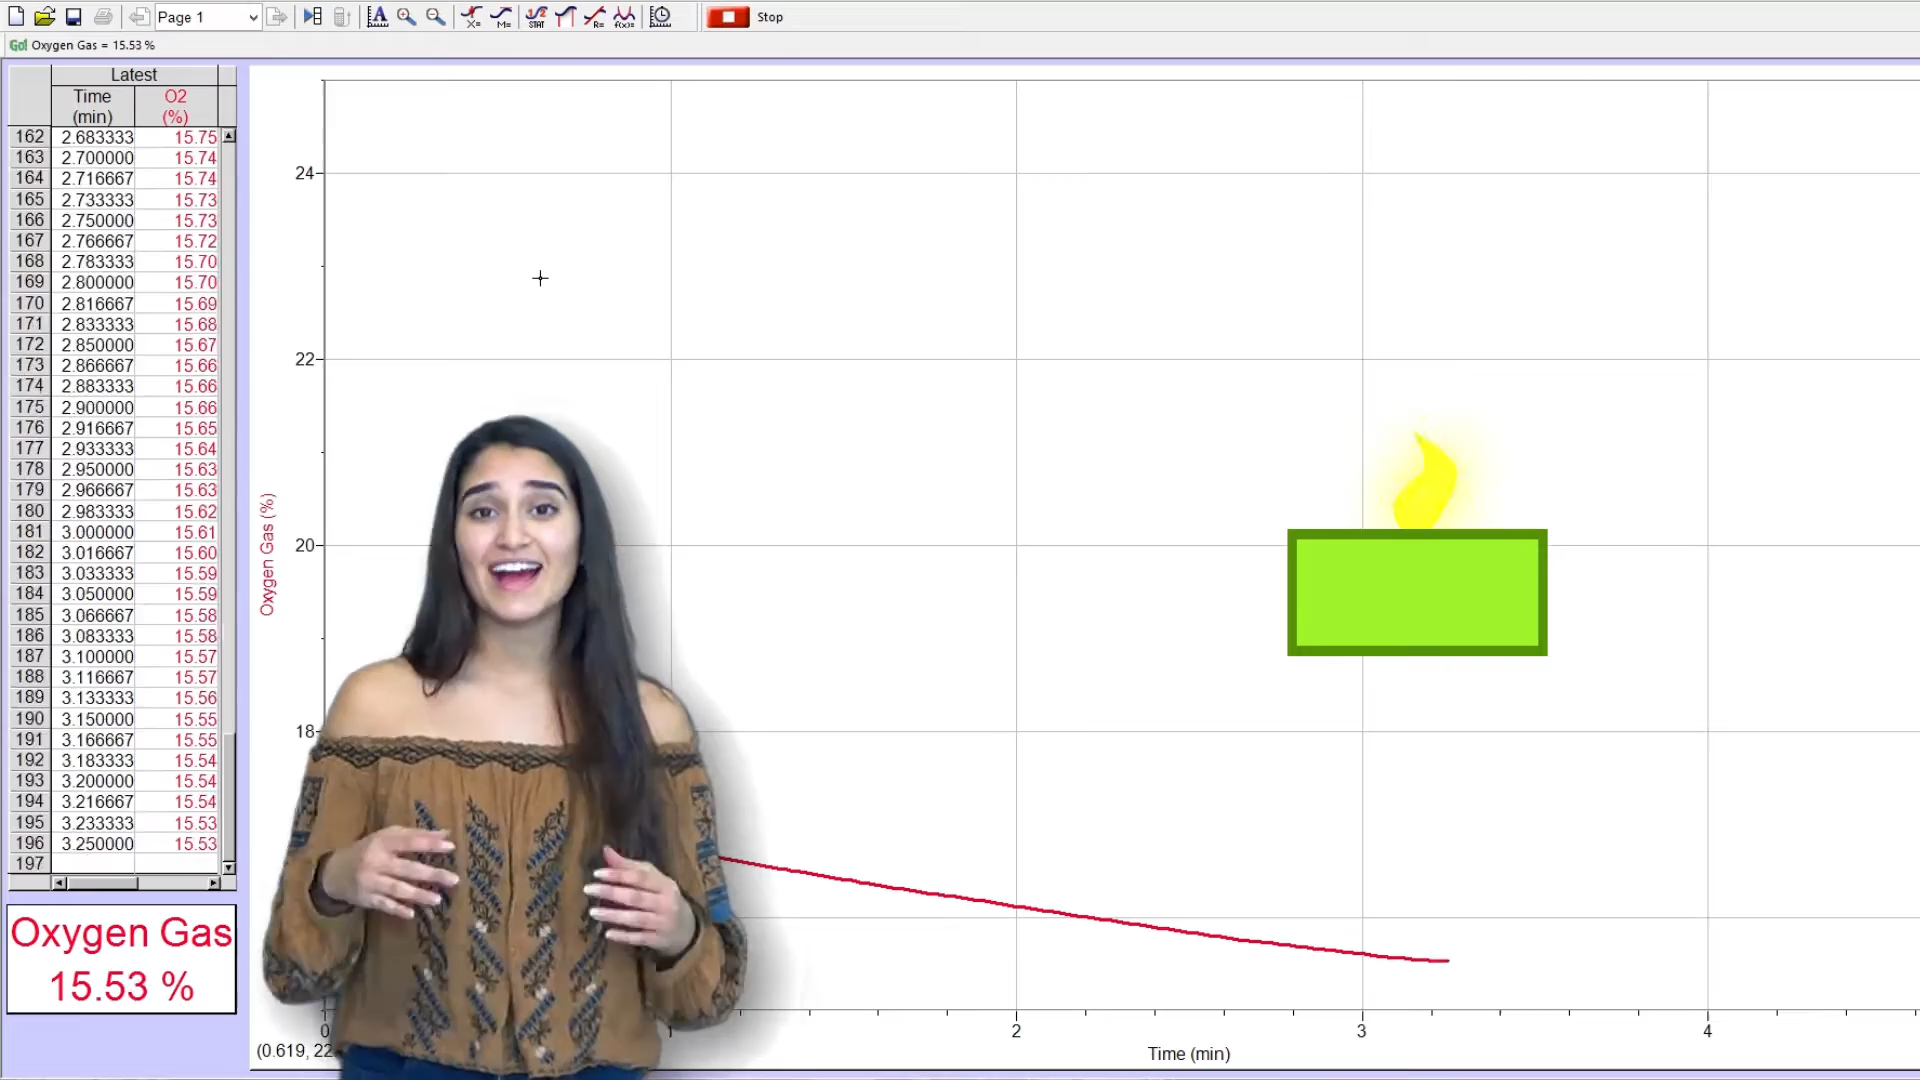 Page 1
Stop
Go! Oxygen Gas = 15.53 %
Latest
Time O2
(min) (%)
162 2.683333 15.75
163 2.700000 15.74
164 2.716667 15.74
165 2.733333 15.73
166 2.750000 15.73
167 2.766667 15.72
168 2.783333 15.70
169 2.800000 15.70
170 2.816667 15.69
171 2.833333 15.68
172 2.850000 15.67
173 2.866667 15.66
174 2.883333 15.66
175 2.900000 15.66
176 2.916667 15.65
177 2.933333 15.64
178 2.950000 15.63
179 2.966667 15.63
180 2.983333 15.62
181 3.000000 15.61
182 3.016667 15.60
183 3.033333 15.59
184 3.050000 15.59
185 3.066667 15.58
186 3.083333 15.58
187 3.100000 15.57
188 3.116667 15.57
189 3.133333 15.56
190 3.150000 15.55
191 3.166667 15.55
192 3.183333 15.54
193 3.200000 15.54
194 3.216667 15.54
195 3.233333 15.53
196 3.250000 15.53
197
Oxygen Gas
15.53 %
24
22
20
18
Oxygen Gas (%)
0 1 2 3 4
(0.619, 22.
Time (min)